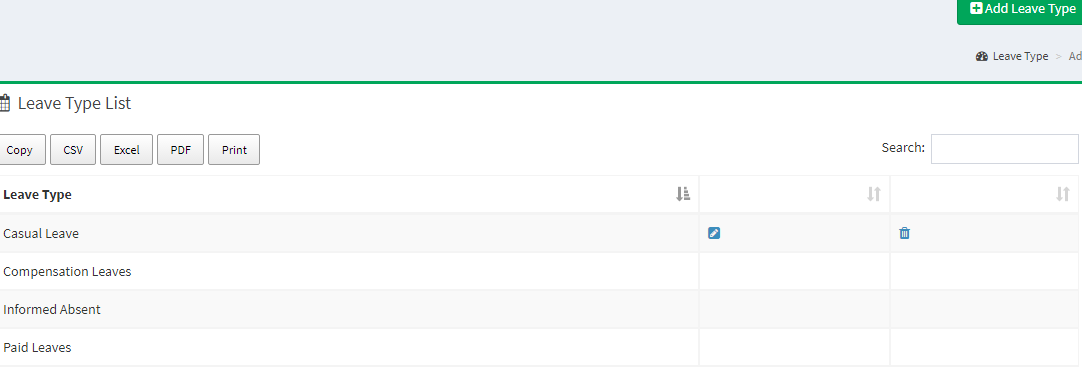 Add Leave Type
Leave Type > Ad
Leave Type List
Copy CSV Excel PDF Print Search:
Leave Type
Casual Leave
Compensation Leaves
Informed Absent
Paid Leaves